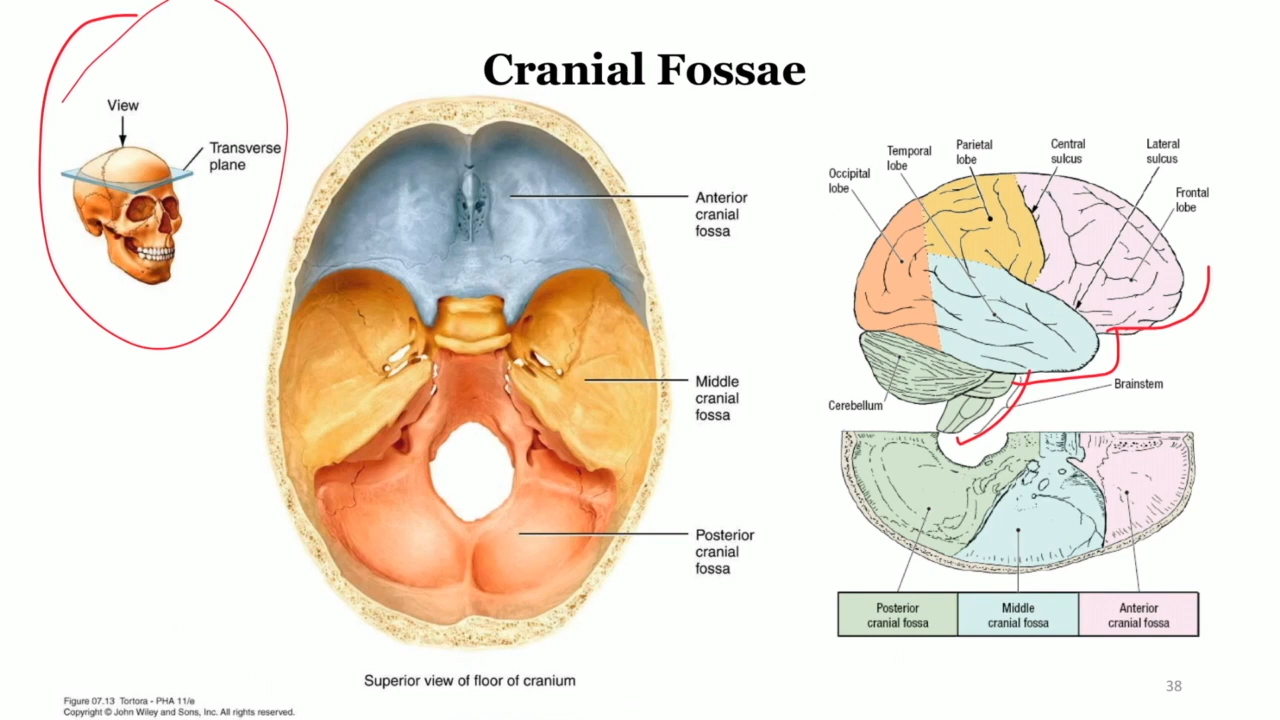 Cranial Fossae
View
Transverse
plane
Anterior
cranial
fossa
Middle
cranial
fossa
Posterior
cranial
fossa
Superior view of floor of cranium
Occipital
lobe
Temporal
lobe
Parietal
lobe
Central
sulcus
Lateral
sulcus
Frontal
lobe
Cerebellum
Brainstem
Posterior
cranial fossa
Middle
cranial fossa
Anterior
cranial fossa
Figure 07.13 Tortora - PHA 11/e
Copyright © John Wiley and Sons, Inc. All rights reserved.
38